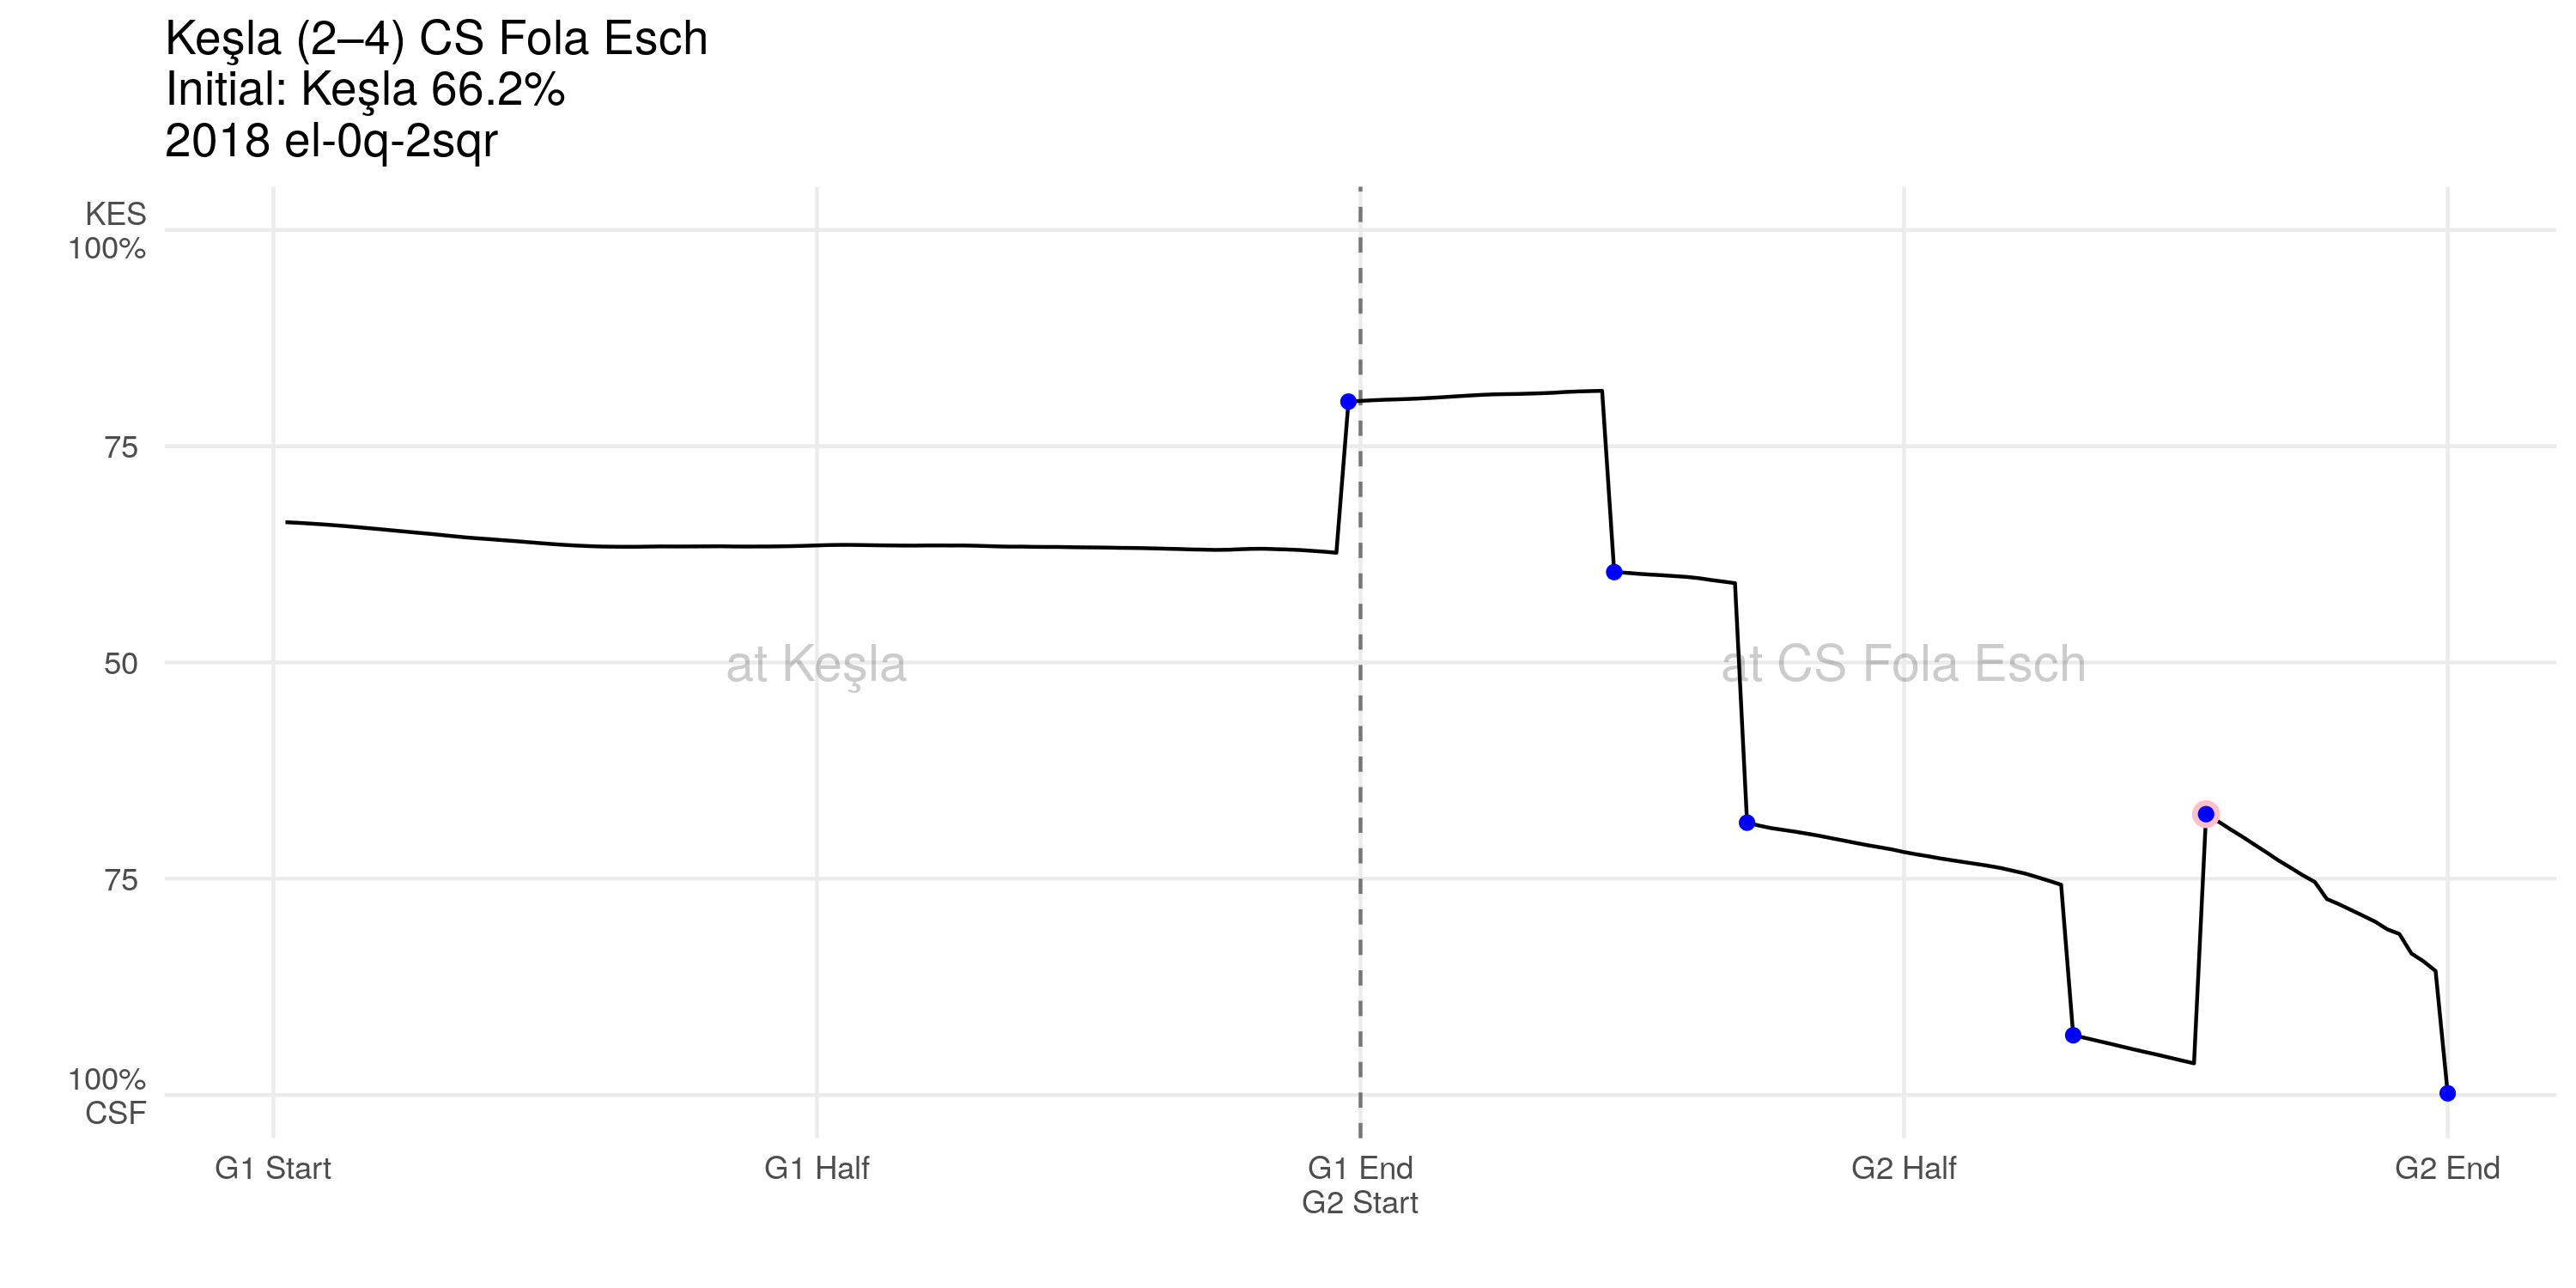 Keşla (2–4) CS Fola Esch
Initial: Keşla 66.2%
2018 el-0q-2sqr
KES
100%
75
50
75
100%
CSF
at Keşla
at CS Fola Esch
G1 Start
G1 Half
G1 End
G2 Start
G2 Half
G2 End